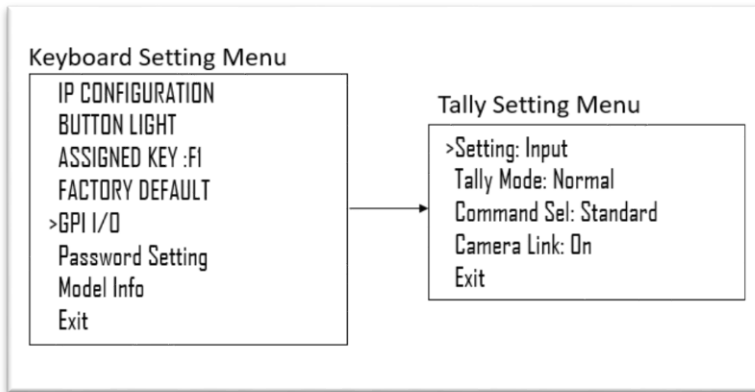 Keyboard Setting Menu
IP CONFIGURATION
BUTTON LIGHT
ASSIGNED KEY :F1
FACTORY DEFAULT
>GPI I/O
Password Setting
Model Info
Exit
Tally Setting Menu
>Setting: Input
Tally Mode: Normal
Command Sel: Standard
Camera Link: On
Exit